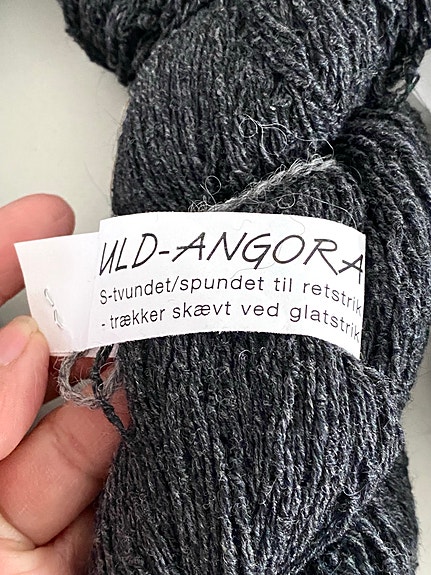 ULD-ANGORA
S-tvundet/spundet til retstrik
- trækker skævt ved glatstrik